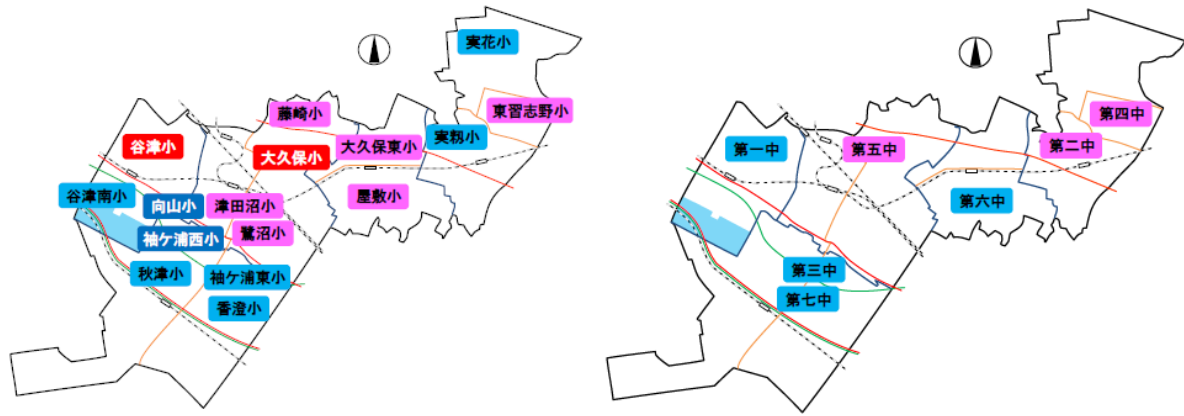 実花小
東習志野小
藤崎小
実籾小
谷津小
大久保小
大久保東小
谷津南小
向山小
津田沼小
屋敷小
袖ケ浦西小
鷺沼小
秋津小
袖ケ浦東小
香澄小
第四中
第一中
第五中
第二中
第六中
第三中
第七中